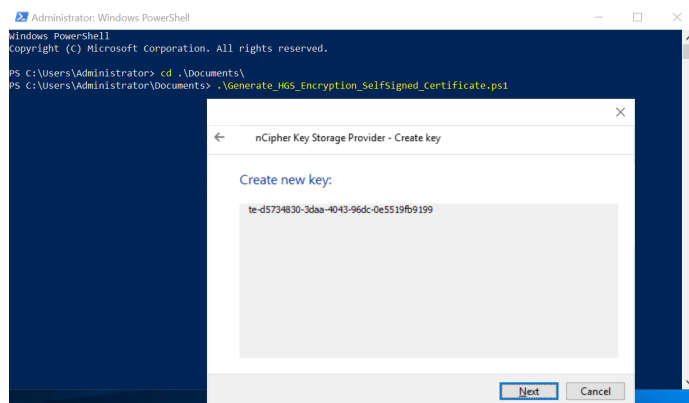 Administrator: Windows PowerShell
Windows PowerShell
Copyright (C) Microsoft Corporation. All rights reserved.
PS C:\Users\Administrator> cd .\Documents\
PS C:\Users\Administrator\Documents> .\Generate_HGS_Encryption_SelfSigned_Certificate.ps1
nCipher Key Storage Provider - Create key
Create new key:
te-d5734830-3daa-4043-96dc-0e5519fb9199
Next Cancel